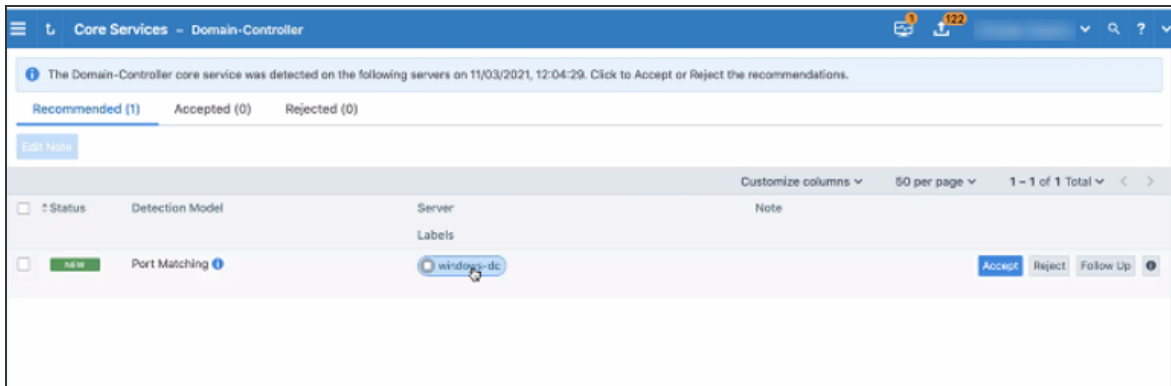 Core Services – Domain-Controller 1 122 ?
The Domain-Controller core service was detected on the following servers on 11/03/2021, 12:04:29. Click to Accept or Reject the recommendations.
Recommended (1) Accepted (0) Rejected (0)
Edit Note
Customize columns 50 per page 1 – 1 of 1 Total < >
Status Detection Model Server Note
Labels
NEW Port Matching windows-dc Accept Reject Follow Up